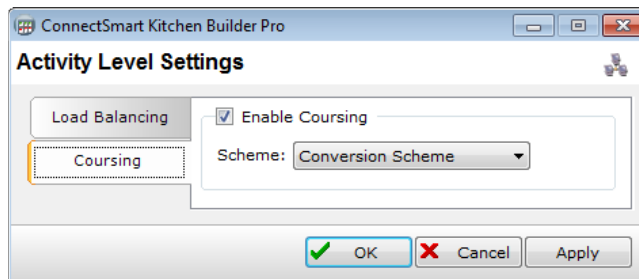 ConnectSmart Kitchen Builder Pro
Activity Level Settings
Load Balancing
Enable Coursing
Coursing
Scheme: Conversion Scheme
OK Cancel Apply